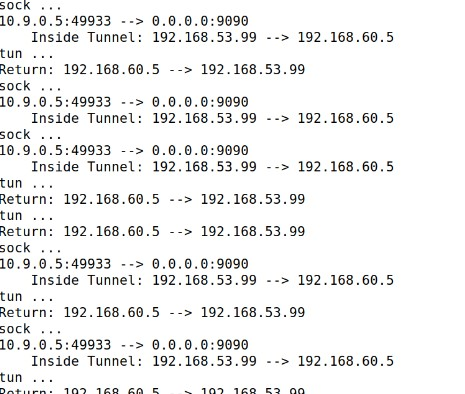 sock ...
10.9.0.5:49933 --> 0.0.0.0:9090
    Inside Tunnel: 192.168.53.99 --> 192.168.60.5
tun ...
Return: 192.168.60.5 --> 192.168.53.99
sock ...
10.9.0.5:49933 --> 0.0.0.0:9090
    Inside Tunnel: 192.168.53.99 --> 192.168.60.5
sock ...
10.9.0.5:49933 --> 0.0.0.0:9090
    Inside Tunnel: 192.168.53.99 --> 192.168.60.5
tun ...
Return: 192.168.60.5 --> 192.168.53.99
tun ...
Return: 192.168.60.5 --> 192.168.53.99
sock ...
10.9.0.5:49933 --> 0.0.0.0:9090
    Inside Tunnel: 192.168.53.99 --> 192.168.60.5
tun ...
Return: 192.168.60.5 --> 192.168.53.99
sock ...
10.9.0.5:49933 --> 0.0.0.0:9090
    Inside Tunnel: 192.168.53.99 --> 192.168.60.5
tun ...
Return: 192.168.60.5 --> 192.168.53.99